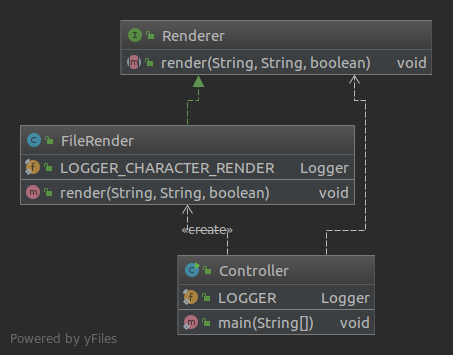 I Renderer
m render(String, String, boolean) void
C FileRender
f LOGGER_CHARACTER_RENDER Logger
m render(String, String, boolean) void
«create»
C Controller
f LOGGER Logger
m main(String[]) void
Powered by yFiles